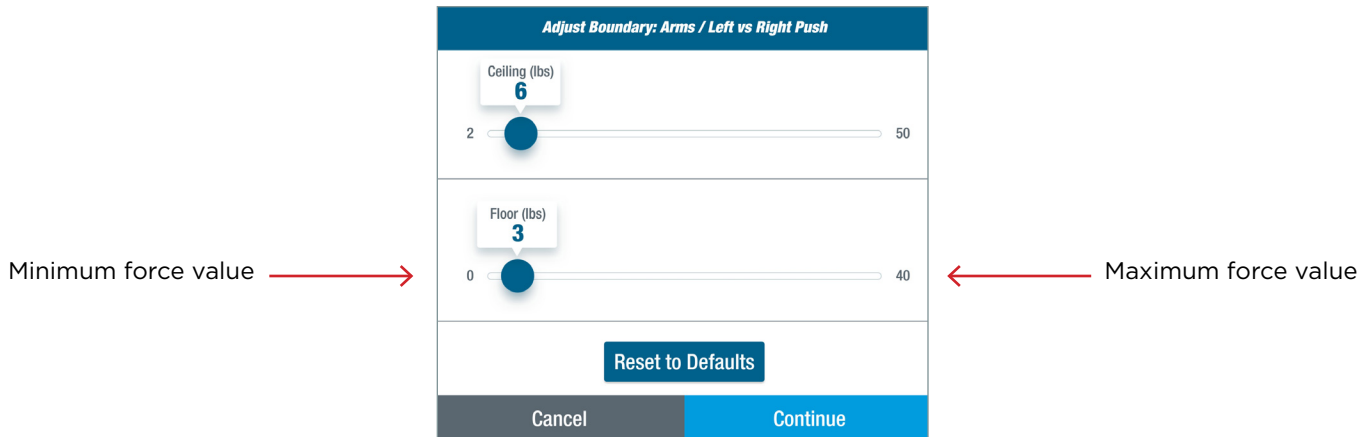 Adjust Boundary: Arms / Left vs Right Push
Ceiling (lbs)
6
2
50
Floor (lbs)
3
Minimum force value
0
40
Maximum force value
Reset to Defaults
Cancel
Continue